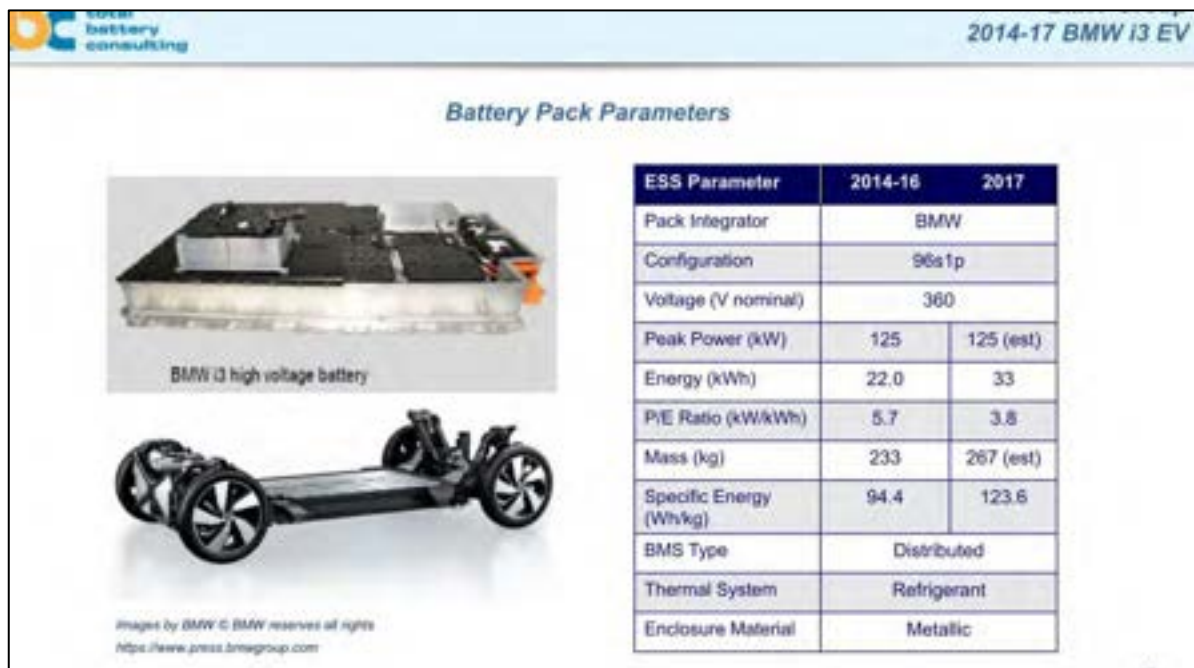 total
battery
consulting
2014-17 BMW i3 EV
Battery Pack Parameters
BMW i3 high voltage battery
Images by BMW © BMW reserves all rights
https://www.press.bmwgroup.com
ESS Parameter 2014-16 2017
Pack Integrator BMW
Configuration 96s1p
Voltage (V nominal) 360
Peak Power (kW) 125 125 (est)
Energy (kWh) 22.0 33
P/E Ratio (kW/kWh) 5.7 3.8
Mass (kg) 233 267 (est)
Specific Energy
(Wh/kg) 94.4 123.6
BMS Type Distributed
Thermal System Refrigerant
Enclosure Material Metallic